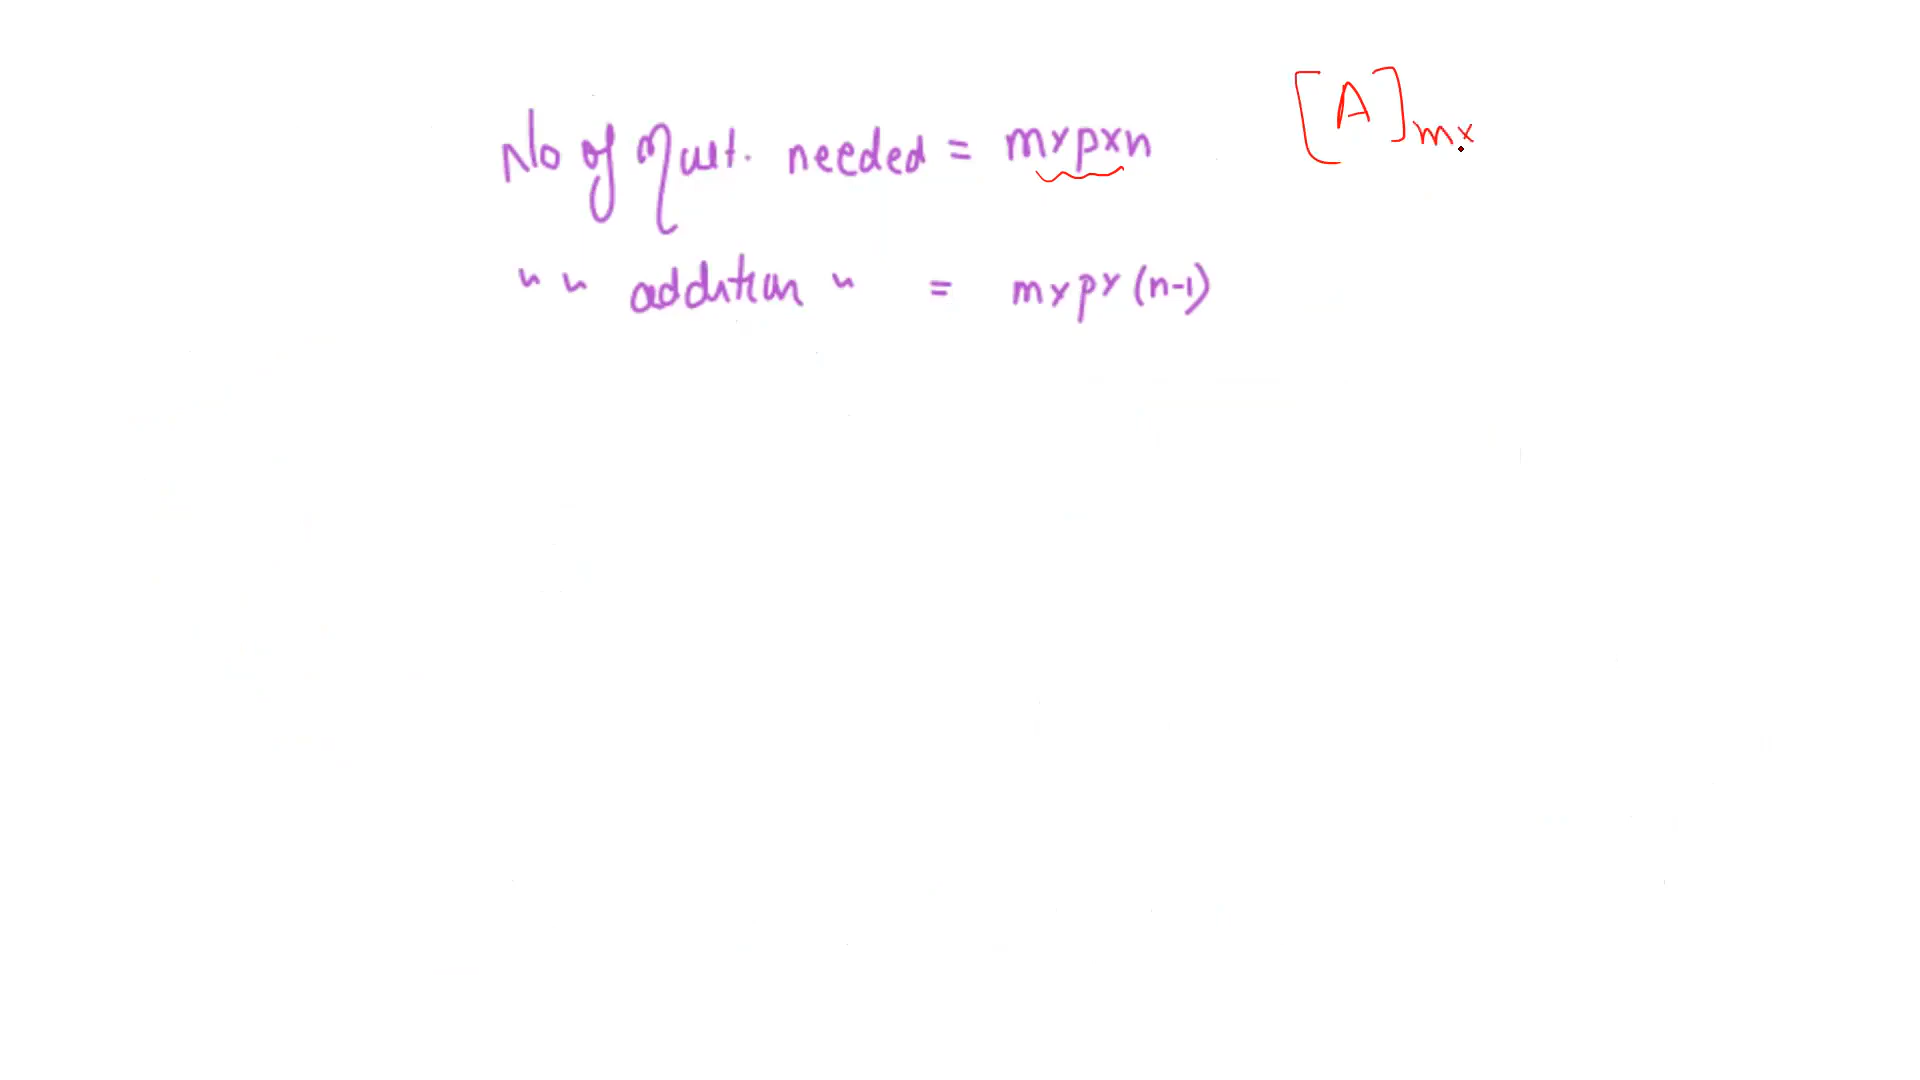 No of Mult. needed = m×p×n
[A]m×
" " addition " = m×p×(n-1)